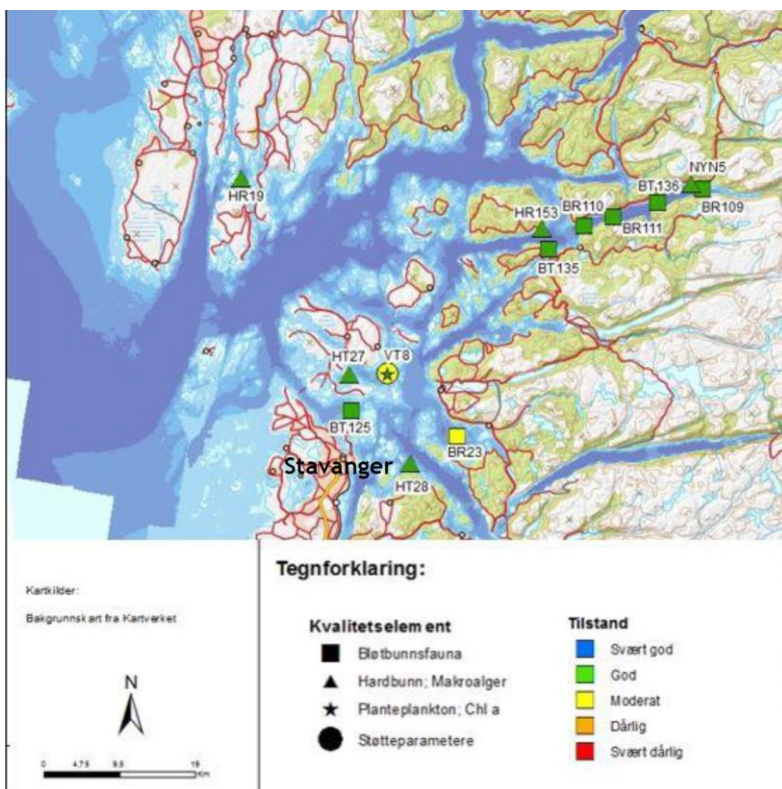 NYN5
BT136
HR19
BR109
HR153
BR110
BR111
BT135
HT27
VT8
BT125
BR23
Stavanger
HT28
Tegnforklaring:
Kartkilder:
Bakgrunnskart fra Kartverket
N
0 4,75 9,5 19
Km
Kvalitetselement
Bløtbunnsfauna
Hardbunn; Makroalger
Planteplankton; Chl a
Støtteparametere
Tilstand
Svært god
God
Moderat
Dårlig
Svært dårlig